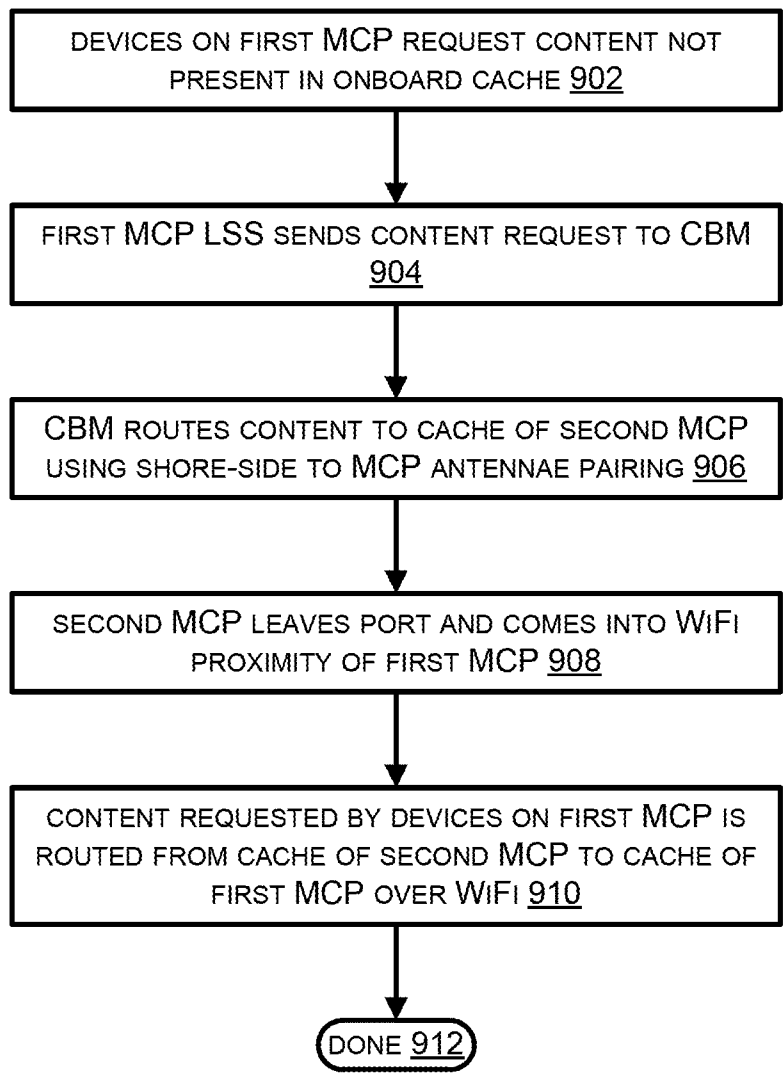 DEVICES ON FIRST MCP REQUEST CONTENT NOT
PRESENT IN ONBOARD CACHE 902
FIRST MCP LSS SENDS CONTENT REQUEST TO CBM
904
CBM ROUTES CONTENT TO CACHE OF SECOND MCP
USING SHORE-SIDE TO MCP ANTENNAE PAIRING 906
SECOND MCP LEAVES PORT AND COMES INTO WIFI
PROXIMITY OF FIRST MCP 908
CONTENT REQUESTED BY DEVICES ON FIRST MCP IS
ROUTED FROM CACHE OF SECOND MCP TO CACHE OF
FIRST MCP OVER WIFI 910
DONE 912